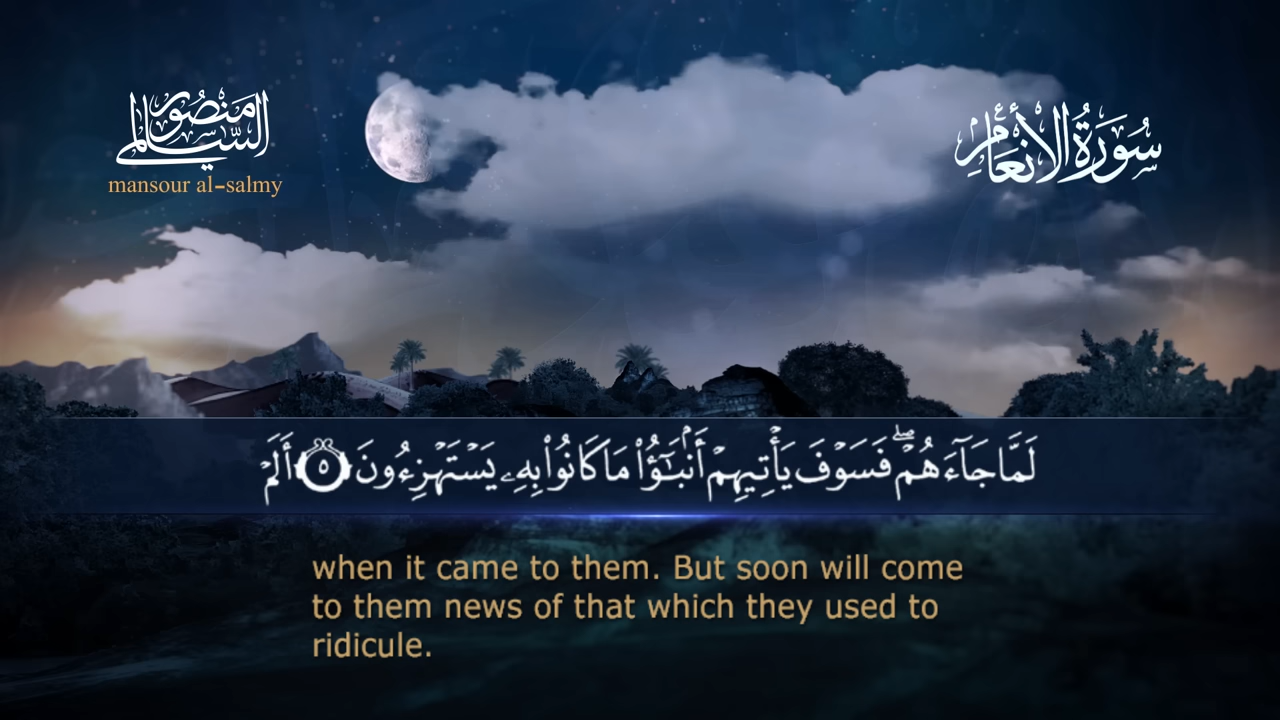 منصور
السالمي
mansour al-salmy
سُورَةُ الأَنْعَامِ
لَمَّا جَآءَهُمْ ۖ فَسَوْفَ يَأْتِيهِمْ أَنۢبَـٰٓؤُا۟ مَا كَانُوا۟ بِهِۦ يَسْتَهْزِءُونَ ۝٥ أَلَمْ
when it came to them. But soon will come
to them news of that which they used to
ridicule.